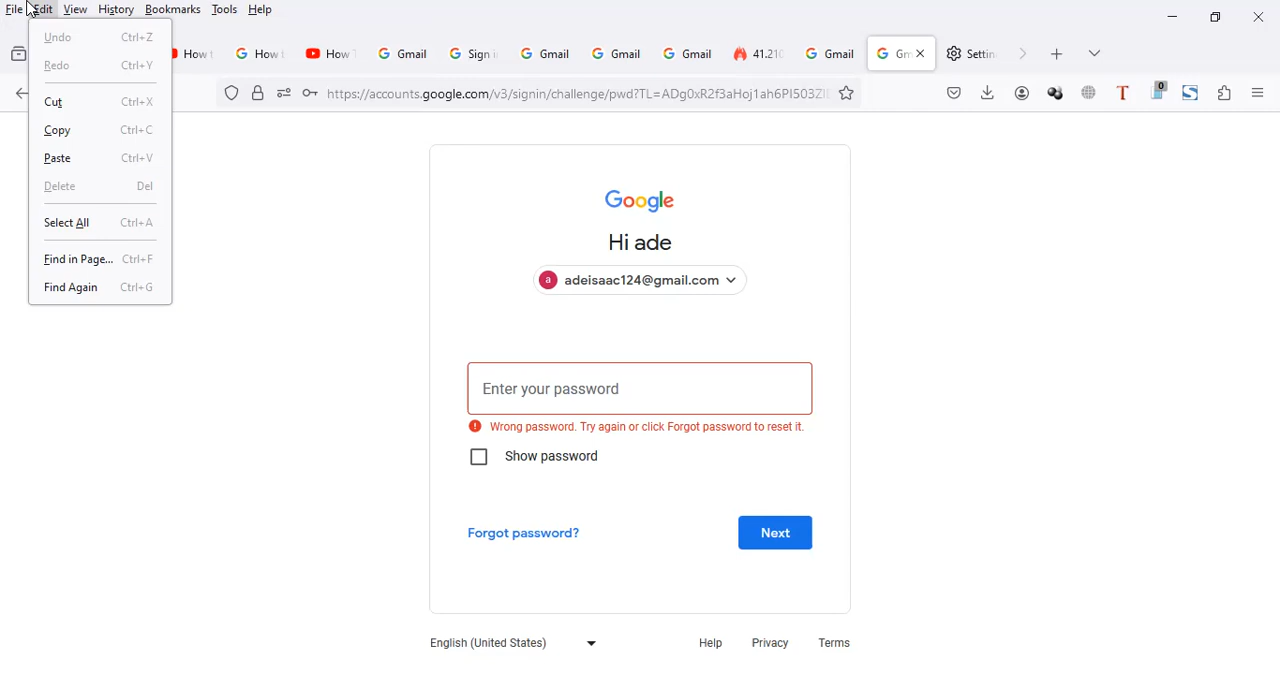 File Edit View History Bookmarks Tools Help
Undo Ctrl+Z
Redo Ctrl+Y
Cut Ctrl+X
Copy Ctrl+C
Paste Ctrl+V
Delete Del
Select All Ctrl+A
Find in Page... Ctrl+F
Find Again Ctrl+G
How t How t How Gmail Sign i Gmail Gmail Gmail 41.210 Gmail Gm Settin
https://accounts.google.com/v3/signin/challenge/pwd?TL=ADg0xR2f3aHoj1ah6PI503ZI
T 0 S
Google
Hi ade
a adeisaac124@gmail.com
Enter your password
Wrong password. Try again or click Forgot password to reset it.
Show password
Forgot password? Next
English (United States) Help Privacy Terms